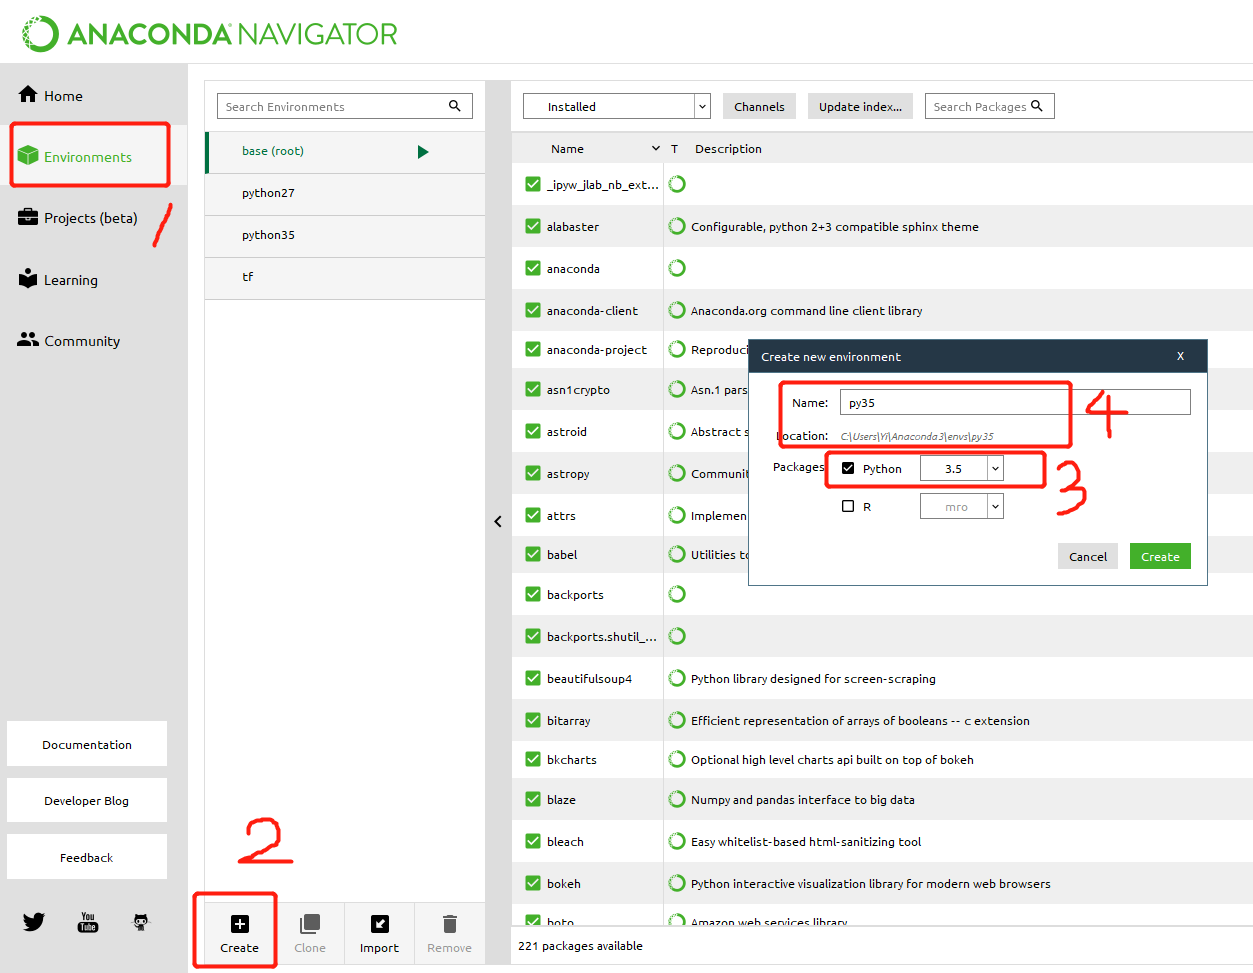 ANACONDA NAVIGATOR
Home
Environments
Projects (beta)
Learning
Community
1
Documentation
Developer Blog
Feedback
You
Tube
Search Environments
base (root)
python27
python35
tf
2
Create
Clone
Import
Remove
Installed
Channels
Update index...
Search Packages
Name T Description
_ipyw_jlab_nb_ext...
alabaster Configurable, python 2+3 compatible sphinx theme
anaconda
anaconda-client Anaconda.org command line client library
anaconda-project Reproduci
asn1crypto Asn.1 pars
astroid Abstract s
astropy Communit
attrs Implemen
babel Utilities to
backports
backports.shutil_...
beautifulsoup4 Python library designed for screen-scraping
bitarray Efficient representation of arrays of booleans -- c extension
bkcharts Optional high level charts api built on top of bokeh
blaze Numpy and pandas interface to big data
bleach Easy whitelist-based html-sanitizing tool
bokeh Python interactive visualization library for modern web browsers
boto Amazon web services library
221 packages available
Create new environment X
Name: py35
Location: C:\Users\Yi\Anaconda3\envs\py35
4
Packages Python 3.5
3
R mro
Cancel Create